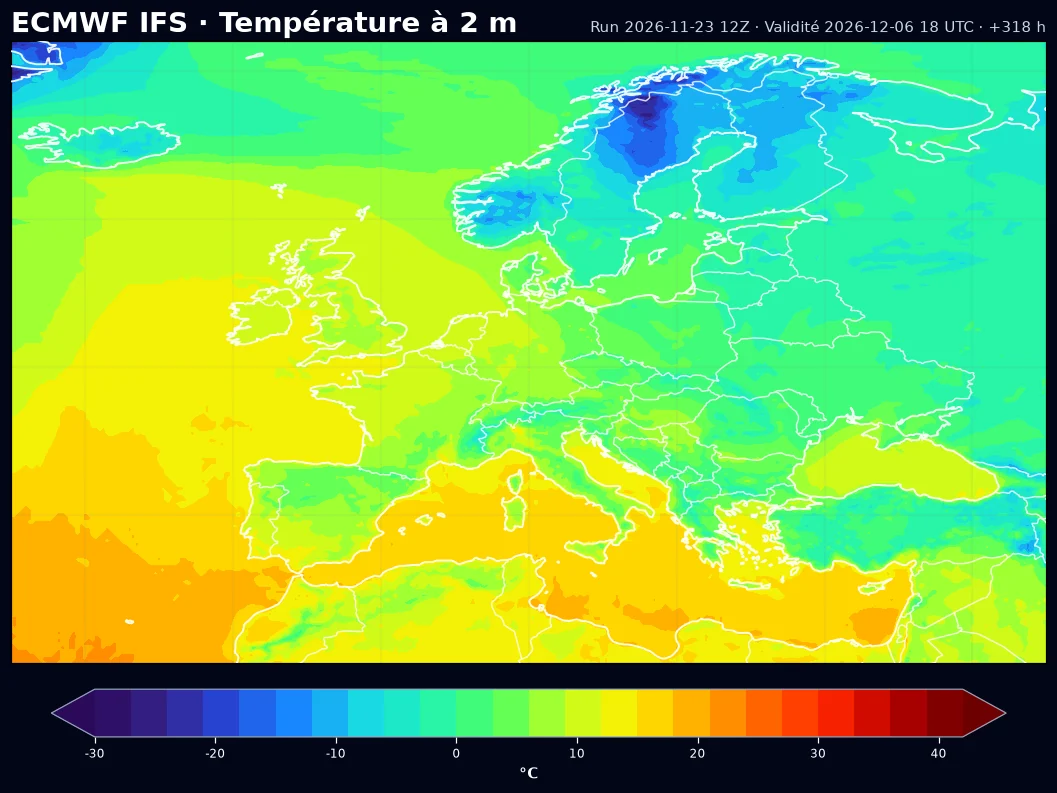 ECMWF IFS · Température à 2 m
Run 2026-11-23 12Z · Validité 2026-12-06 18 UTC · +318 h
-30 -20 -10 0 10 20 30 40
°C